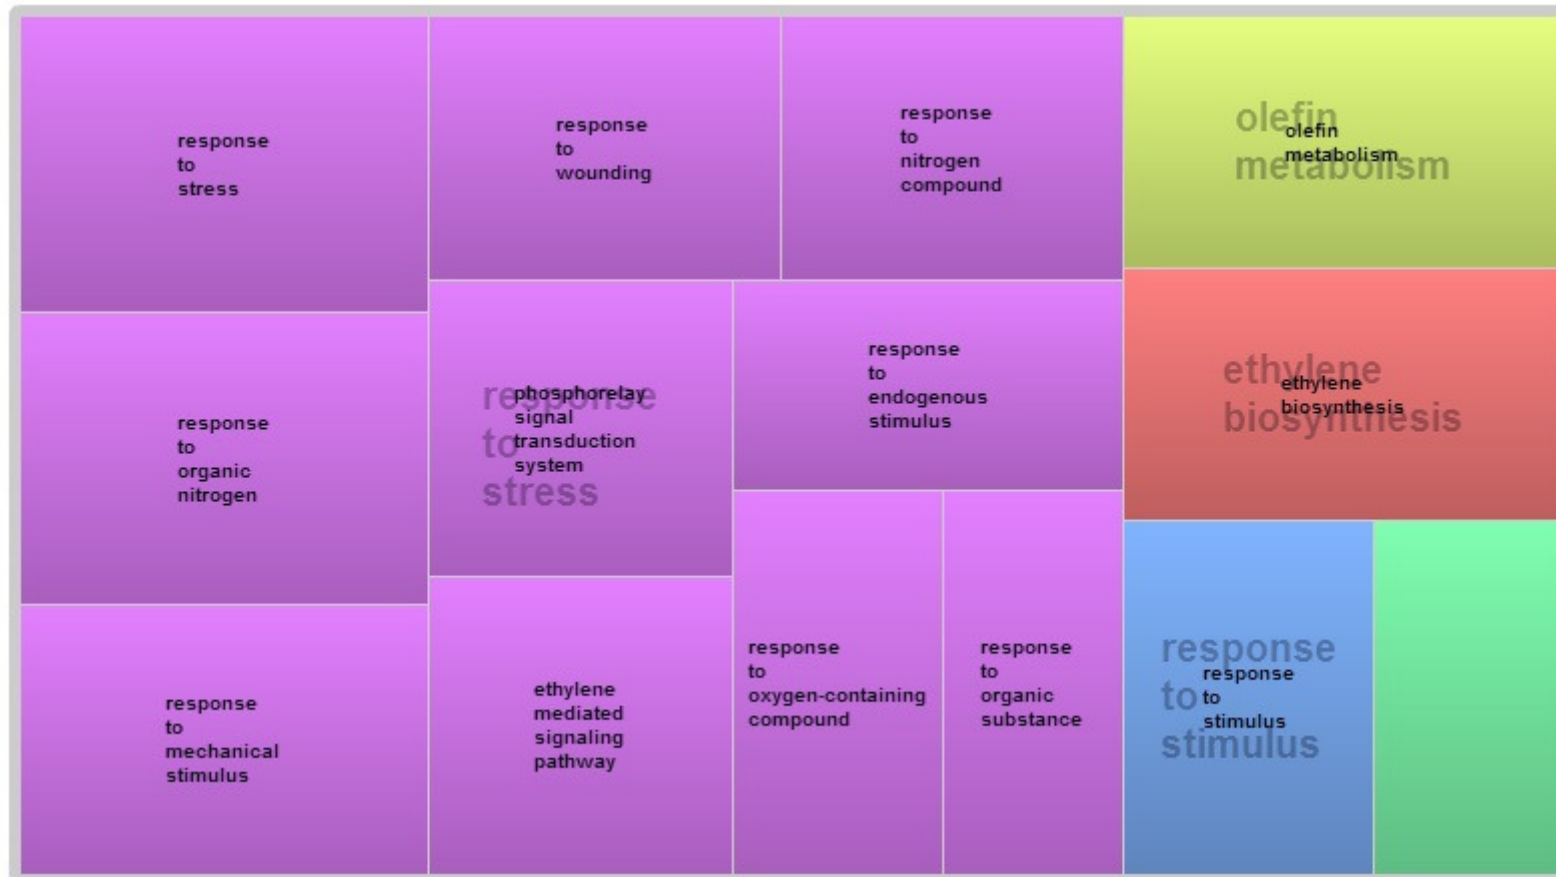 response
to
stress
response
to
wounding
response
to
nitrogen
compound
olefin
metabolism
olefin
metabolism
response
to
organic
nitrogen
response
to
stress
phosphorelay
signal
transduction
system
response
to
endogenous
stimulus
ethylene
biosynthesis
ethylene
biosynthesis
response
to
mechanical
stimulus
ethylene
mediated
signaling
pathway
response
to
oxygen-containing
compound
response
to
organic
substance
response
to
stimulus
response
to
stimulus